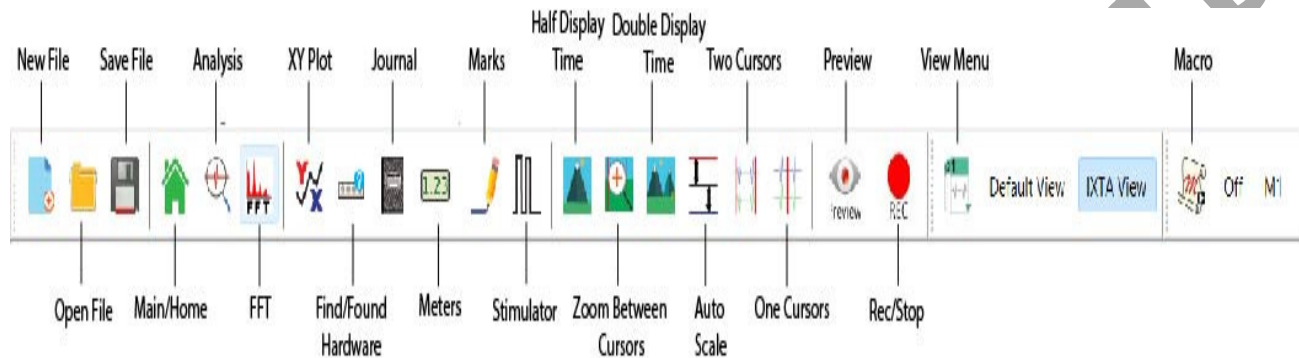 Half Display Double Display
New File Save File Analysis XY Plot Journal Marks Time Time Two Cursors Preview View Menu Macro
FFT Y X ? 1.23 Preview REC Default View IXTA View m Off M1
Open File Main/Home FFT Find/Found Meters Stimulator Zoom Between Auto One Cursors Rec/Stop
Hardware Cursors Scale